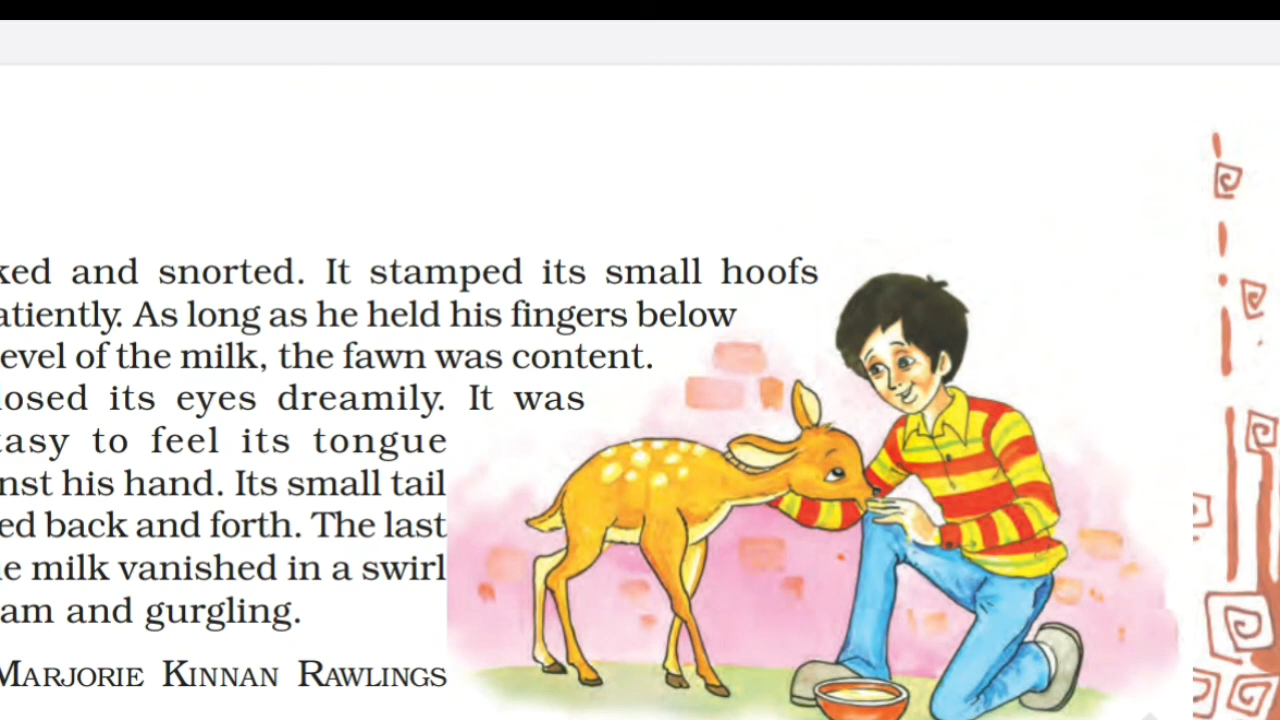 ked and snorted. It stamped its small hoofs
atiently. As long as he held his fingers below
evel of the milk, the fawn was content.
losed its eyes dreamily. It was
tasy to feel its tongue
nst his hand. Its small tail
ed back and forth. The last
e milk vanished in a swirl
am and gurgling.
MARJORIE KINNAN RAWLINGS